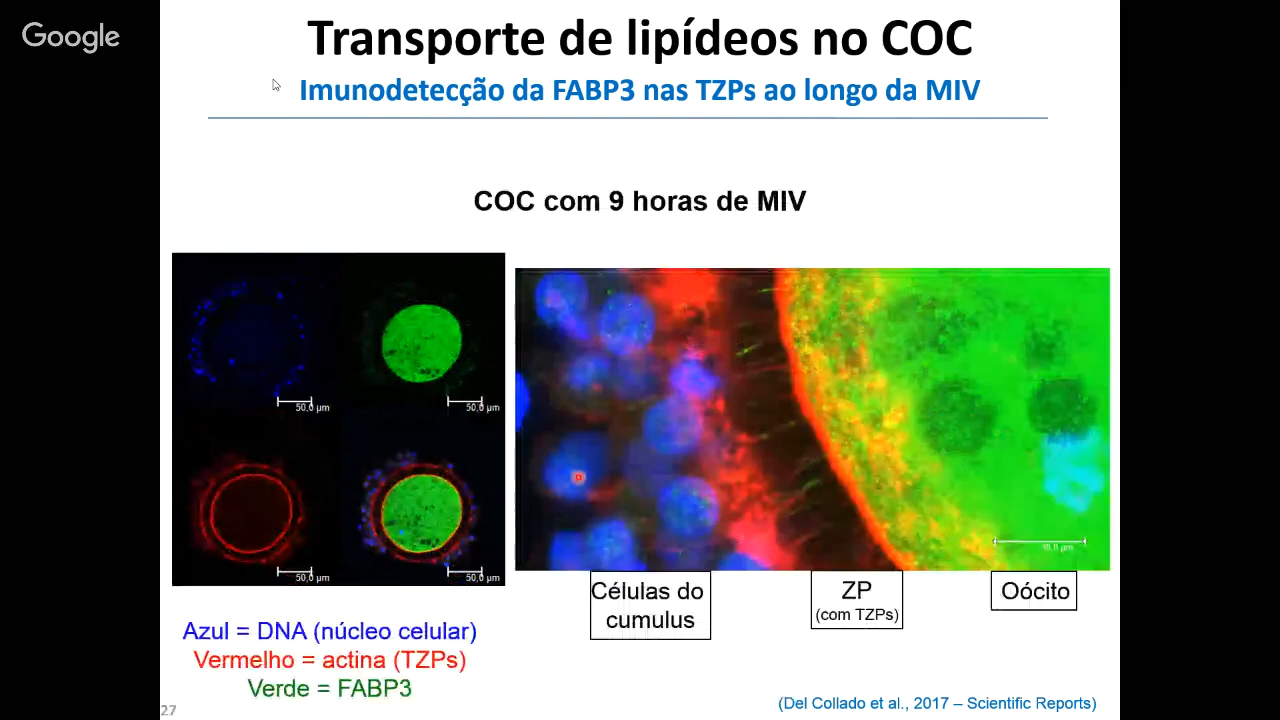 Google
Transporte de lipídeos no COC
Imunodetecção da FABP3 nas TZPs ao longo da MIV
COC com 9 horas de MIV
50,0 µm
50,0 µm
50,0 µm
50,0 µm
10,0 µm
Células do
cumulus
ZP
(com TZPs)
Oócito
Azul = DNA (núcleo celular)
Vermelho = actina (TZPs)
Verde = FABP3
(Del Collado et al., 2017 – Scientific Reports)
27